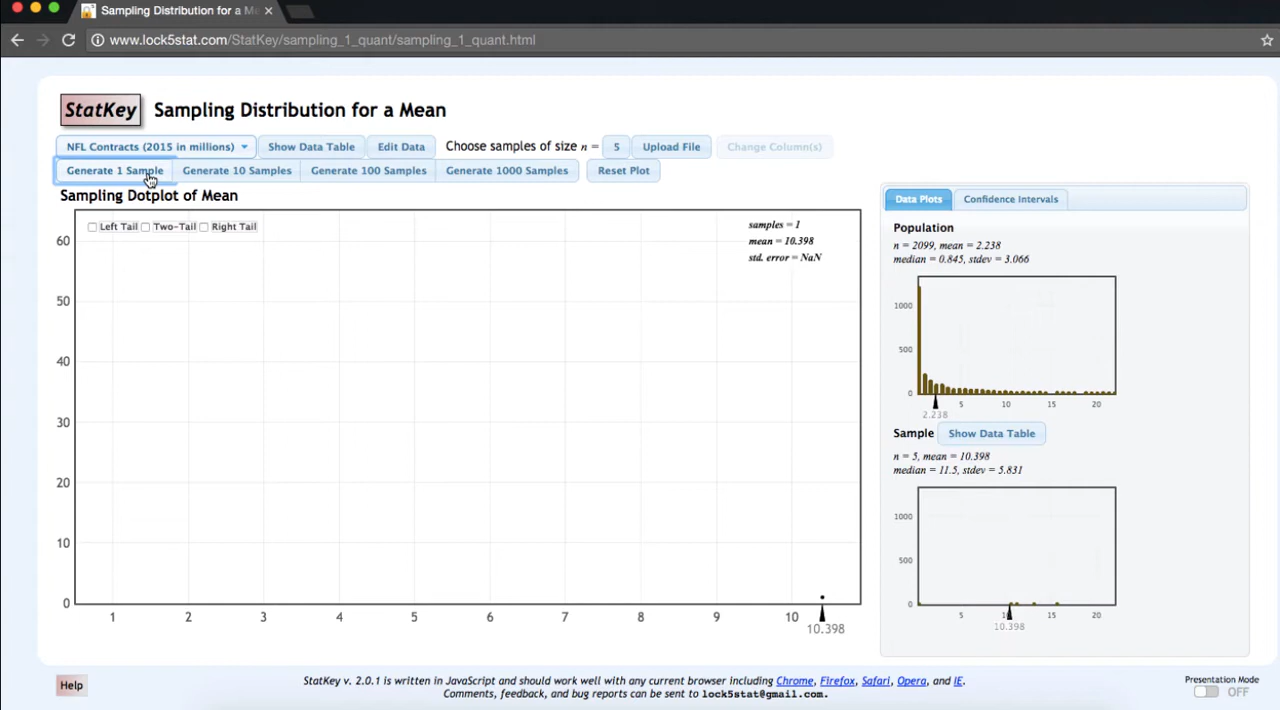 Sampling Distribution for a M
www.lock5stat.com/StatKey/sampling_1_quant/sampling_1_quant.html
StatKey Sampling Distribution for a Mean
NFL Contracts (2015 in millions) Show Data Table Edit Data Choose samples of size n = 5 Upload File Change Column(s)
Generate 1 Sample Generate 10 Samples Generate 100 Samples Generate 1000 Samples Reset Plot
Sampling Dotplot of Mean
Left Tail Two-Tail Right Tail
samples = 1
mean = 10.398
std. error = NaN
60
50
40
30
20
10
0
1 2 3 4 5 6 7 8 9 10
10.398
Data Plots Confidence Intervals
Population
n = 2099, mean = 2.238
median = 0.845, stdev = 3.066
1000
500
0
5 10 15 20
2.238
Sample Show Data Table
n = 5, mean = 10.398
median = 11.5, stdev = 5.831
1000
500
0
5 10 15 20
10.398
Help
StatKey v. 2.0.1 is written in JavaScript and should work well with any current browser including Chrome, Firefox, Safari, Opera, and IE.
Comments, feedback, and bug reports can be sent to lock5stat@gmail.com.
Presentation Mode
OFF